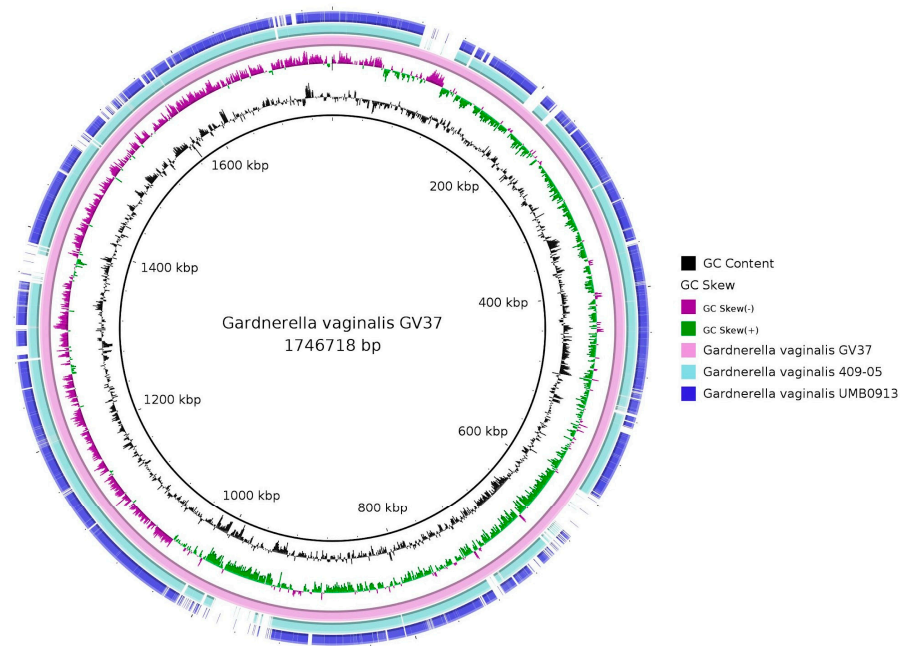 1600 kbp
200 kbp
1400 kbp
400 kbp
Gardnerella vaginalis GV37
1746718 bp
1200 kbp
600 kbp
1000 kbp
800 kbp
GC Content
GC Skew
GC Skew(-)
GC Skew(+)
Gardnerella vaginalis GV37
Gardnerella vaginalis 409-05
Gardnerella vaginalis UMB0913